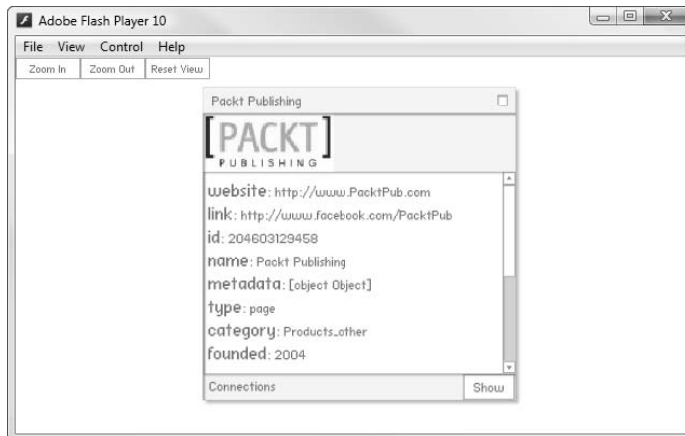 Adobe Flash Player 10
File View Control Help
Zoom In Zoom Out Reset View
Packt Publishing
[PACKT]
PUBLISHING
website: http://www.PacktPub.com
link: http://www.facebook.com/PacktPub
id: 204603129458
name: Packt Publishing
metadata: [object Object]
type: page
category: Products_other
founded: 2004
Connections Show